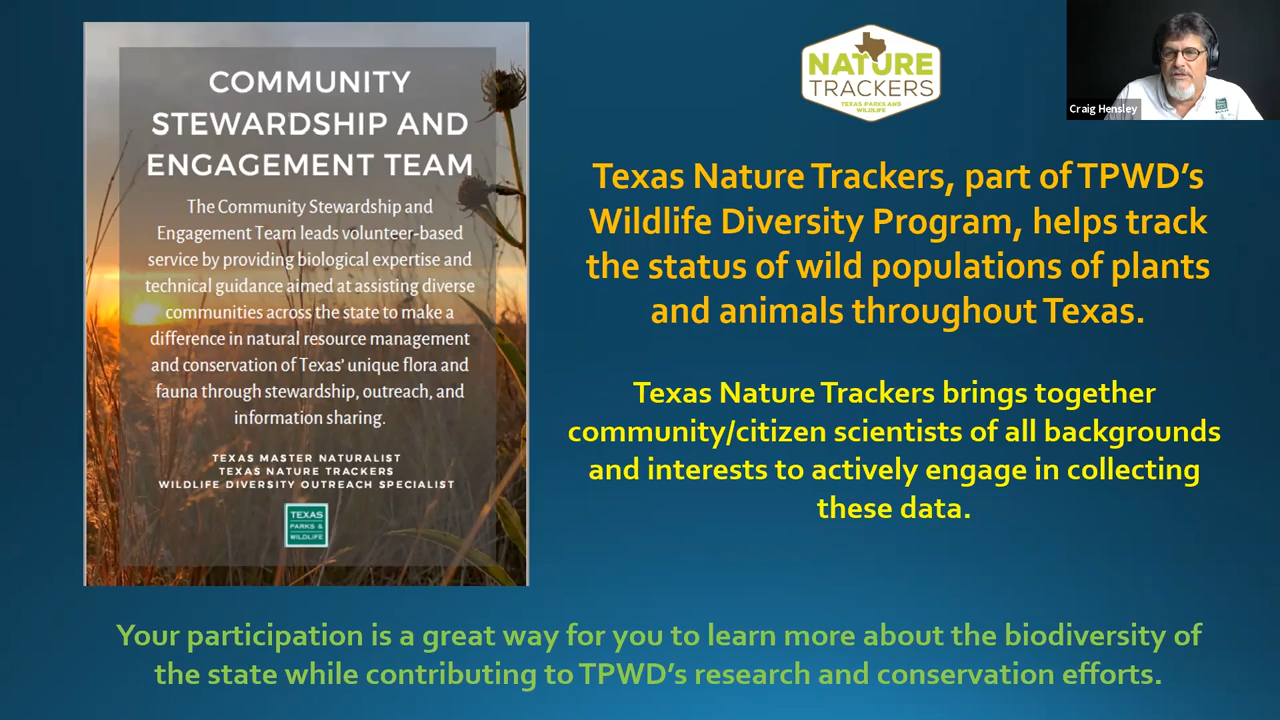 COMMUNITY
STEWARDSHIP AND
ENGAGEMENT TEAM
The Community Stewardship and
Engagement Team leads volunteer-based
service by providing biological expertise and
technical guidance aimed at assisting diverse
communities across the state to make a
difference in natural resource management
and conservation of Texas' unique flora and
fauna through stewardship, outreach, and
information sharing.
TEXAS MASTER NATURALIST
TEXAS NATURE TRACKERS
WILDLIFE DIVERSITY OUTREACH SPECIALIST
TEXAS
PARKS &
WILDLIFE
NATURE
TRACKERS
TEXAS PARKS AND
WILDLIFE
Craig Hensley
Texas Nature Trackers, part of TPWD’s
Wildlife Diversity Program, helps track
the status of wild populations of plants
and animals throughout Texas.
Texas Nature Trackers brings together
community/citizen scientists of all backgrounds
and interests to actively engage in collecting
these data.
Your participation is a great way for you to learn more about the biodiversity of
the state while contributing to TPWD’s research and conservation efforts.